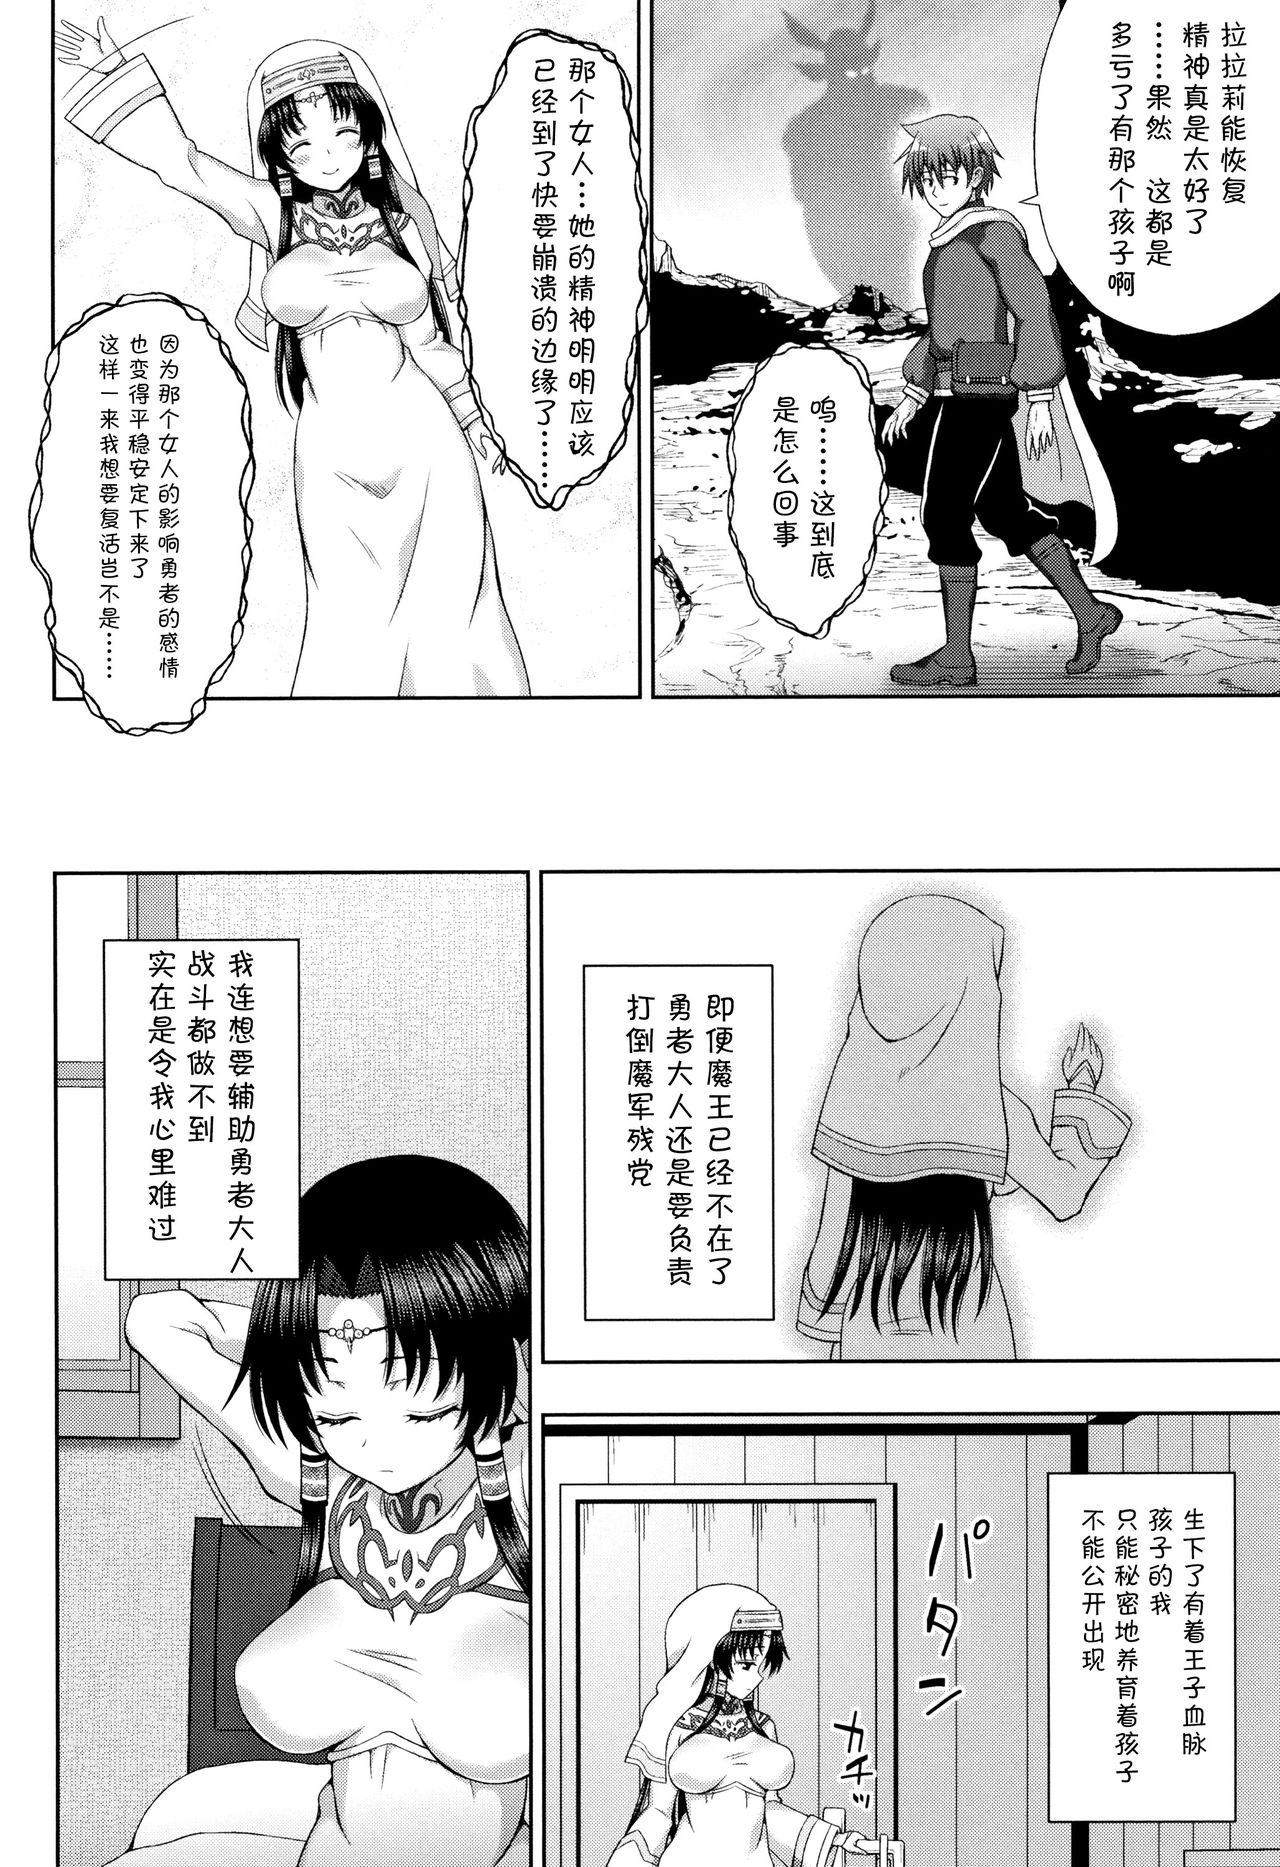 拉拉莉能恢复
精神真是太好了
……果然 这都是
多亏了有那个孩子啊
呜……这到底
是怎么回事
那个女人…她的精神明明应该
已经到了快要崩溃的边缘了……
因为那个女人的影响勇者的感情
也变得平稳安定下来了
这样一来我想要复活岂不是……
即便魔王已经不在了
勇者大人还是要负责
打倒魔军残党
生下了有着王子血脉
孩子的我
只能秘密地养育着孩子
不能公开出现
パタン
カチッ
我连想要辅助勇者大人
战斗都做不到
实在是令我心里难过